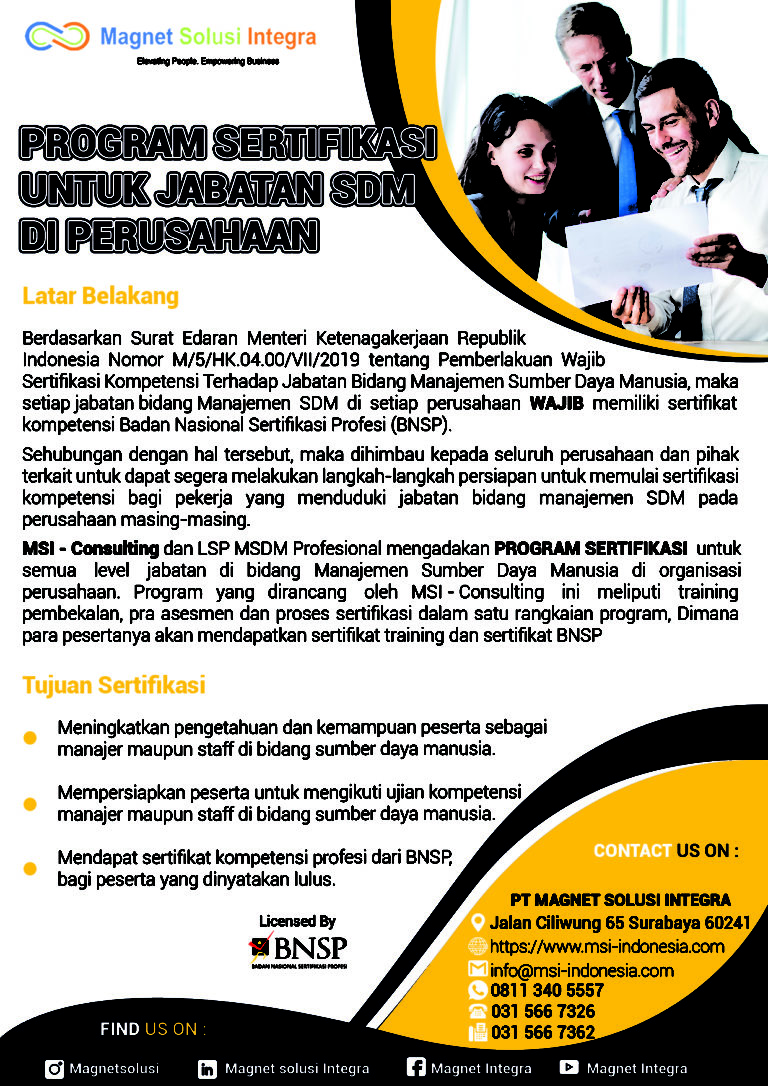 Magnet Solusi Integra
Elevating People. Empowering Business
PROGRAM SERTIFIKASI
UNTUK JABATAN SDM
DI PERUSAHAAN
Latar Belakang
Berdasarkan Surat Edaran Menteri Ketenagakerjaan Republik
Indonesia Nomor M/5/HK.04.00/VII/2019 tentang Pemberlakuan Wajib
Sertifikasi Kompetensi Terhadap Jabatan Bidang Manajemen Sumber Daya Manusia, maka
setiap jabatan bidang Manajemen SDM di setiap perusahaan WAJIB memiliki sertifikat
kompetensi Badan Nasional Sertifikasi Profesi (BNSP).
Sehubungan dengan hal tersebut, maka dihimbau kepada seluruh perusahaan dan pihak
terkait untuk dapat segera melakukan langkah-langkah persiapan untuk memulai sertifikasi
kompetensi bagi pekerja yang menduduki jabatan bidang manajemen SDM pada
perusahaan masing-masing.
MSI - Consulting dan LSP MSDM Profesional mengadakan PROGRAM SERTIFIKASI untuk
semua level jabatan di bidang Manajemen Sumber Daya Manusia di organisasi
perusahaan. Program yang dirancang oleh MSI - Consulting ini meliputi training
pembekalan, pra asesmen dan proses sertifikasi dalam satu rangkaian program, Dimana
para pesertanya akan mendapatkan sertifikat training dan sertifikat BNSP
Tujuan Sertifikasi
Meningkatkan pengetahuan dan kemampuan peserta sebagai
manajer maupun staff di bidang sumber daya manusia.
Mempersiapkan peserta untuk mengikuti ujian kompetensi
manajer maupun staff di bidang sumber daya manusia.
Mendapat sertifikat kompetensi profesi dari BNSP,
bagi peserta yang dinyatakan lulus.
Licensed By
BNSP
BADAN NASIONAL SERTIFIKASI PROFESI
CONTACT US ON :
PT MAGNET SOLUSI INTEGRA
Jalan Ciliwung 65 Surabaya 60241
https://www.msi-indonesia.com
info@msi-indonesia.com
0811 340 5557
031 566 7326
031 566 7362
FIND US ON :
Magnetsolusi
Magnet solusi Integra
Magnet Integra
Magnet Integra